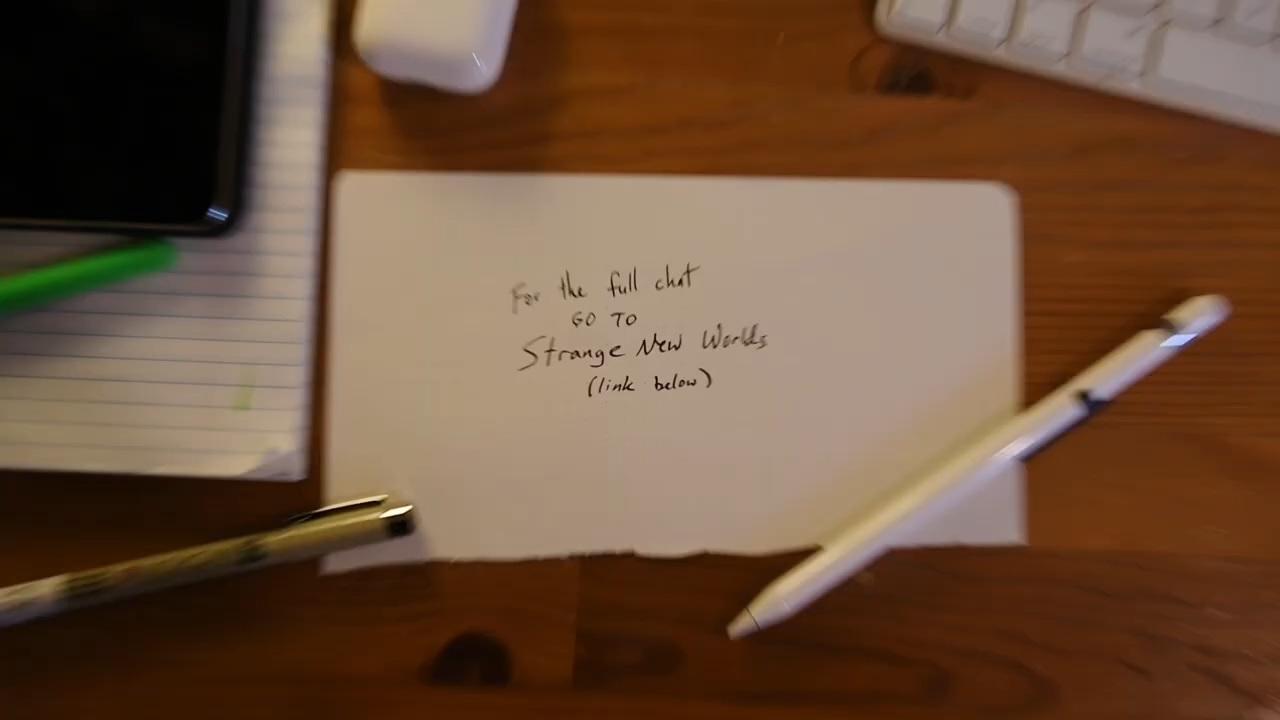 For the full chat
GO TO
Strange New Worlds
(link below)